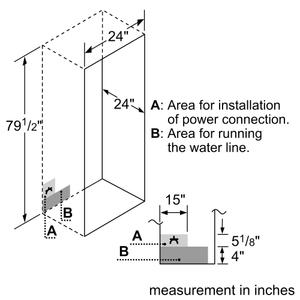 24"
24"
79 1/2"
A: Area for installation
of power connection.
B: Area for running
the water line.
B
A
15"
A
B
5 1/8"
4"
measurement in inches